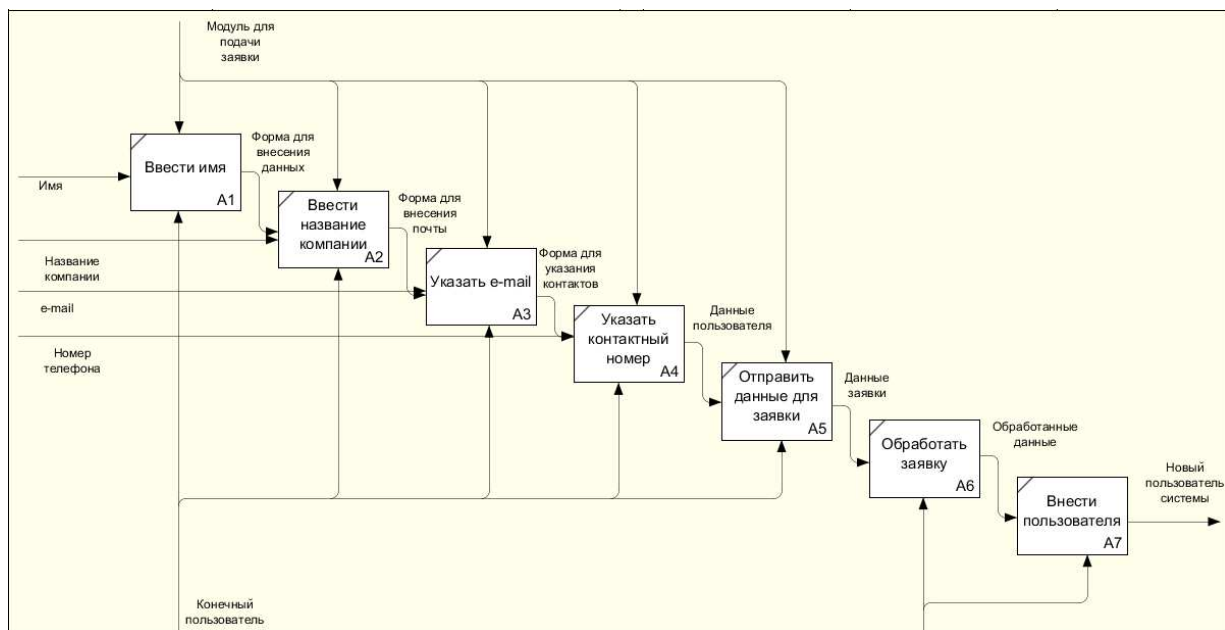 Модуль для
подачи
заявки
Ввести имя
A1
Форма для
внесения
данных
Имя
Ввести
название
компании
A2
Форма для
внесения
почты
Название
компании
Указать e-mail
A3
Форма для
указания
контактов
e-mail
Указать
контактный
номер
A4
Данные
пользователя
Номер
телефона
Отправить
данные для
заявки
A5
Данные
заявки
Обработать
заявку
A6
Обработанные
данные
Внести
пользователя
A7
Новый
пользователь
системы
Конечный
пользователь